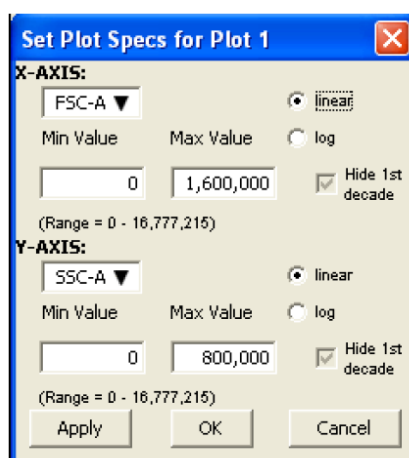 Set Plot Specs for Plot 1
X-AXIS:
FSC-A ▼ linear
Min Value Max Value log
0 1,600,000 Hide 1st
decade
(Range = 0 - 16,777,215)
Y-AXIS:
SSC-A ▼ linear
Min Value Max Value log
0 800,000 Hide 1st
decade
(Range = 0 - 16,777,215)
Apply OK Cancel